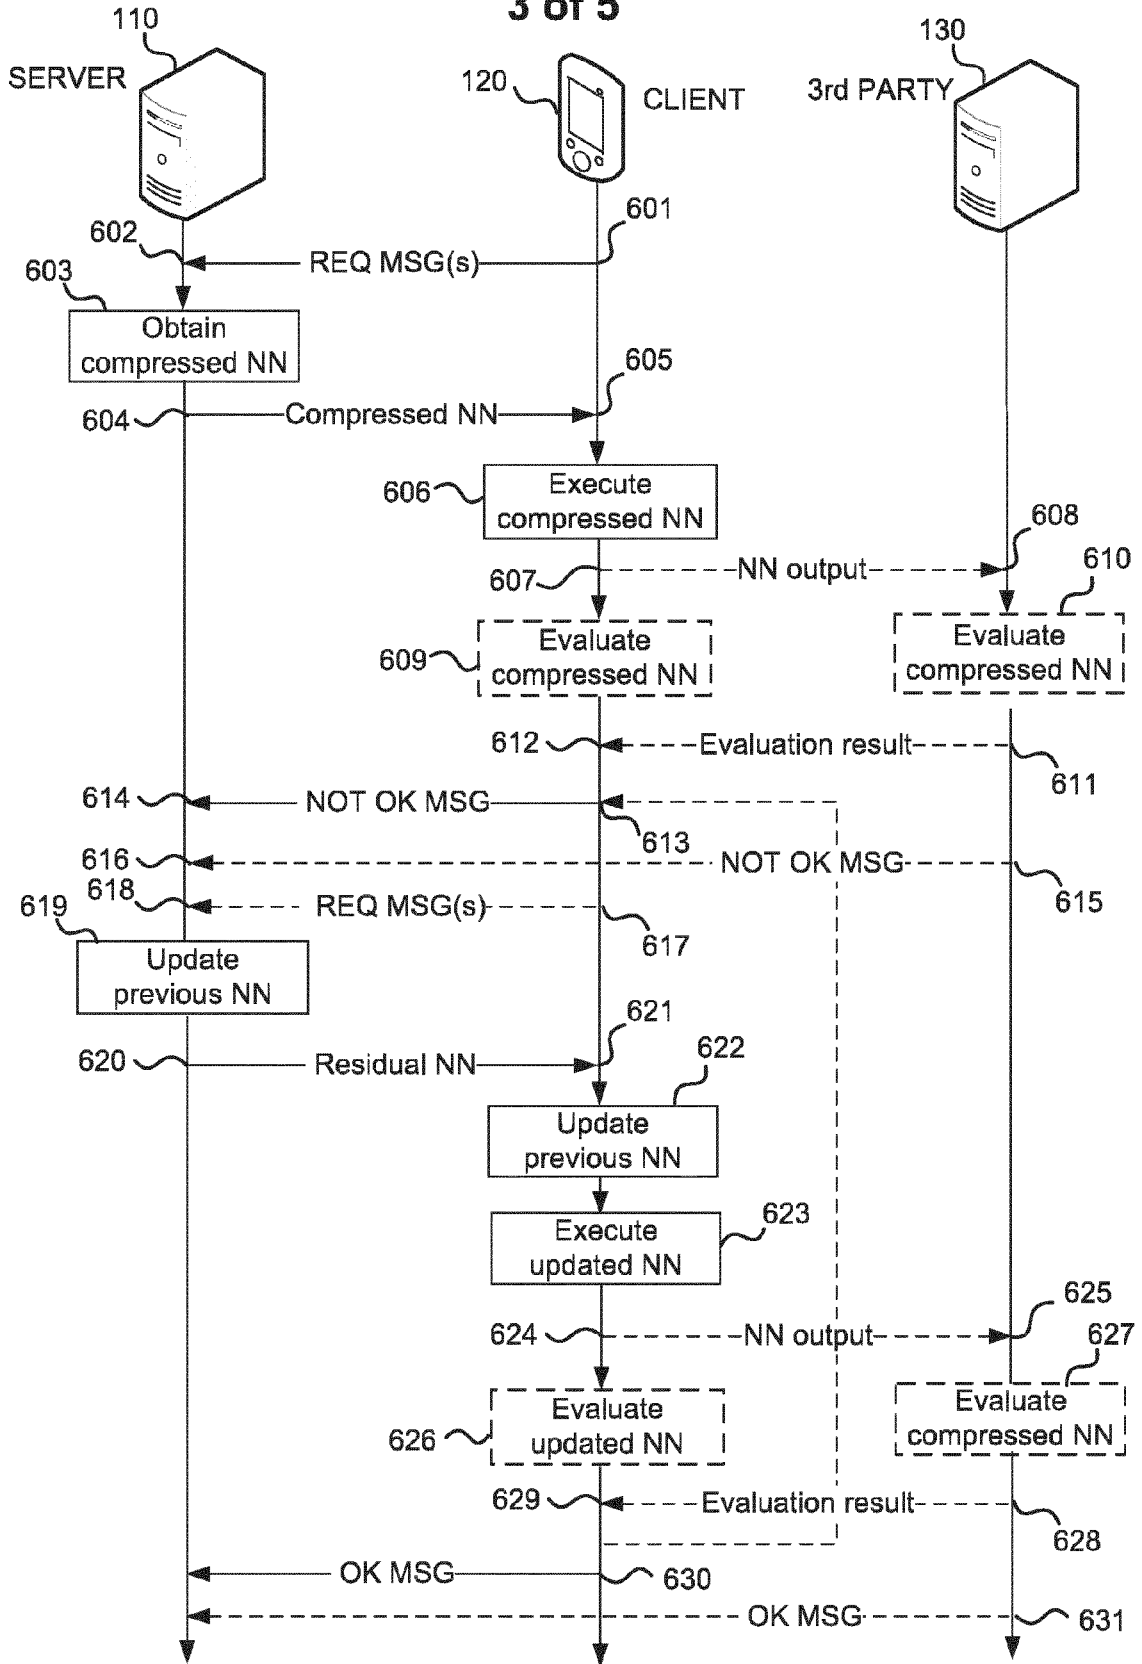 3 of 5
110
SERVER
120
CLIENT
130
3rd PARTY
601
602
REQ MSG(s)
603
Obtain
compressed NN
605
604
Compressed NN
606
Execute
compressed NN
608
607
NN output
610
609
Evaluate
compressed NN
Evaluate
compressed NN
612
Evaluation result
611
614
NOT OK MSG
613
616
NOT OK MSG
615
618
REQ MSG(s)
617
619
Update
previous NN
621
620
Residual NN
622
Update
previous NN
623
Execute
updated NN
625
624
NN output
627
626
Evaluate
updated NN
Evaluate
compressed NN
629
Evaluation result
628
OK MSG
630
OK MSG
631